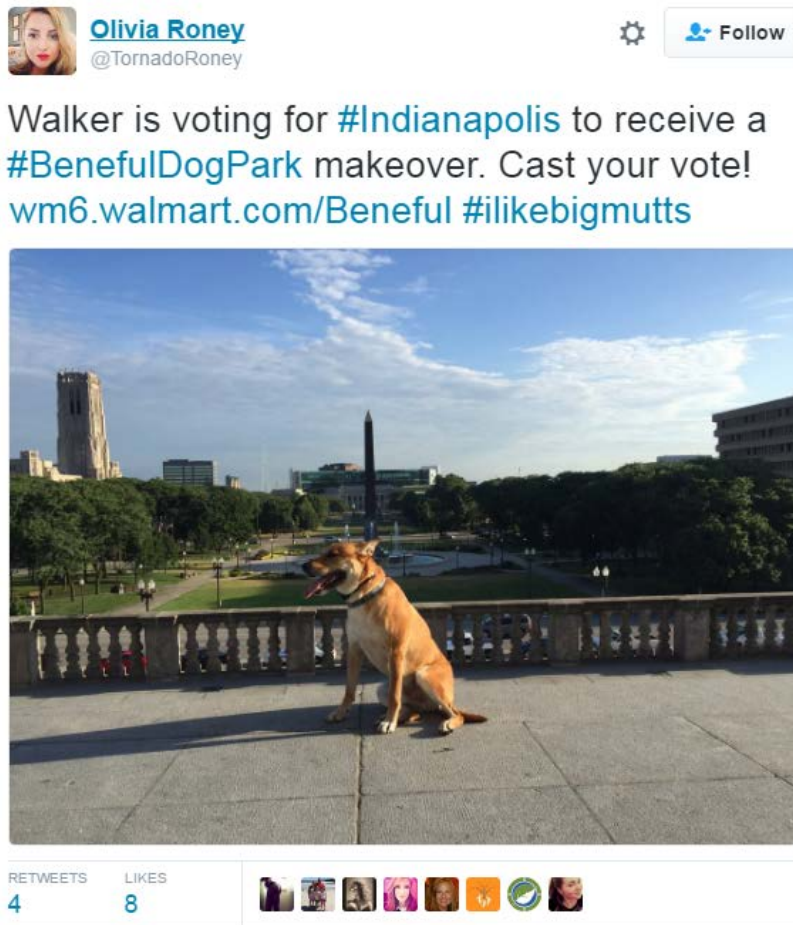 Olivia Roney
@TornadoRoney
Follow
Walker is voting for #Indianapolis to receive a
#BenefulDogPark makeover. Cast your vote!
wm6.walmart.com/Beneful #ilikebigmutts
RETWEETS LIKES
4 8